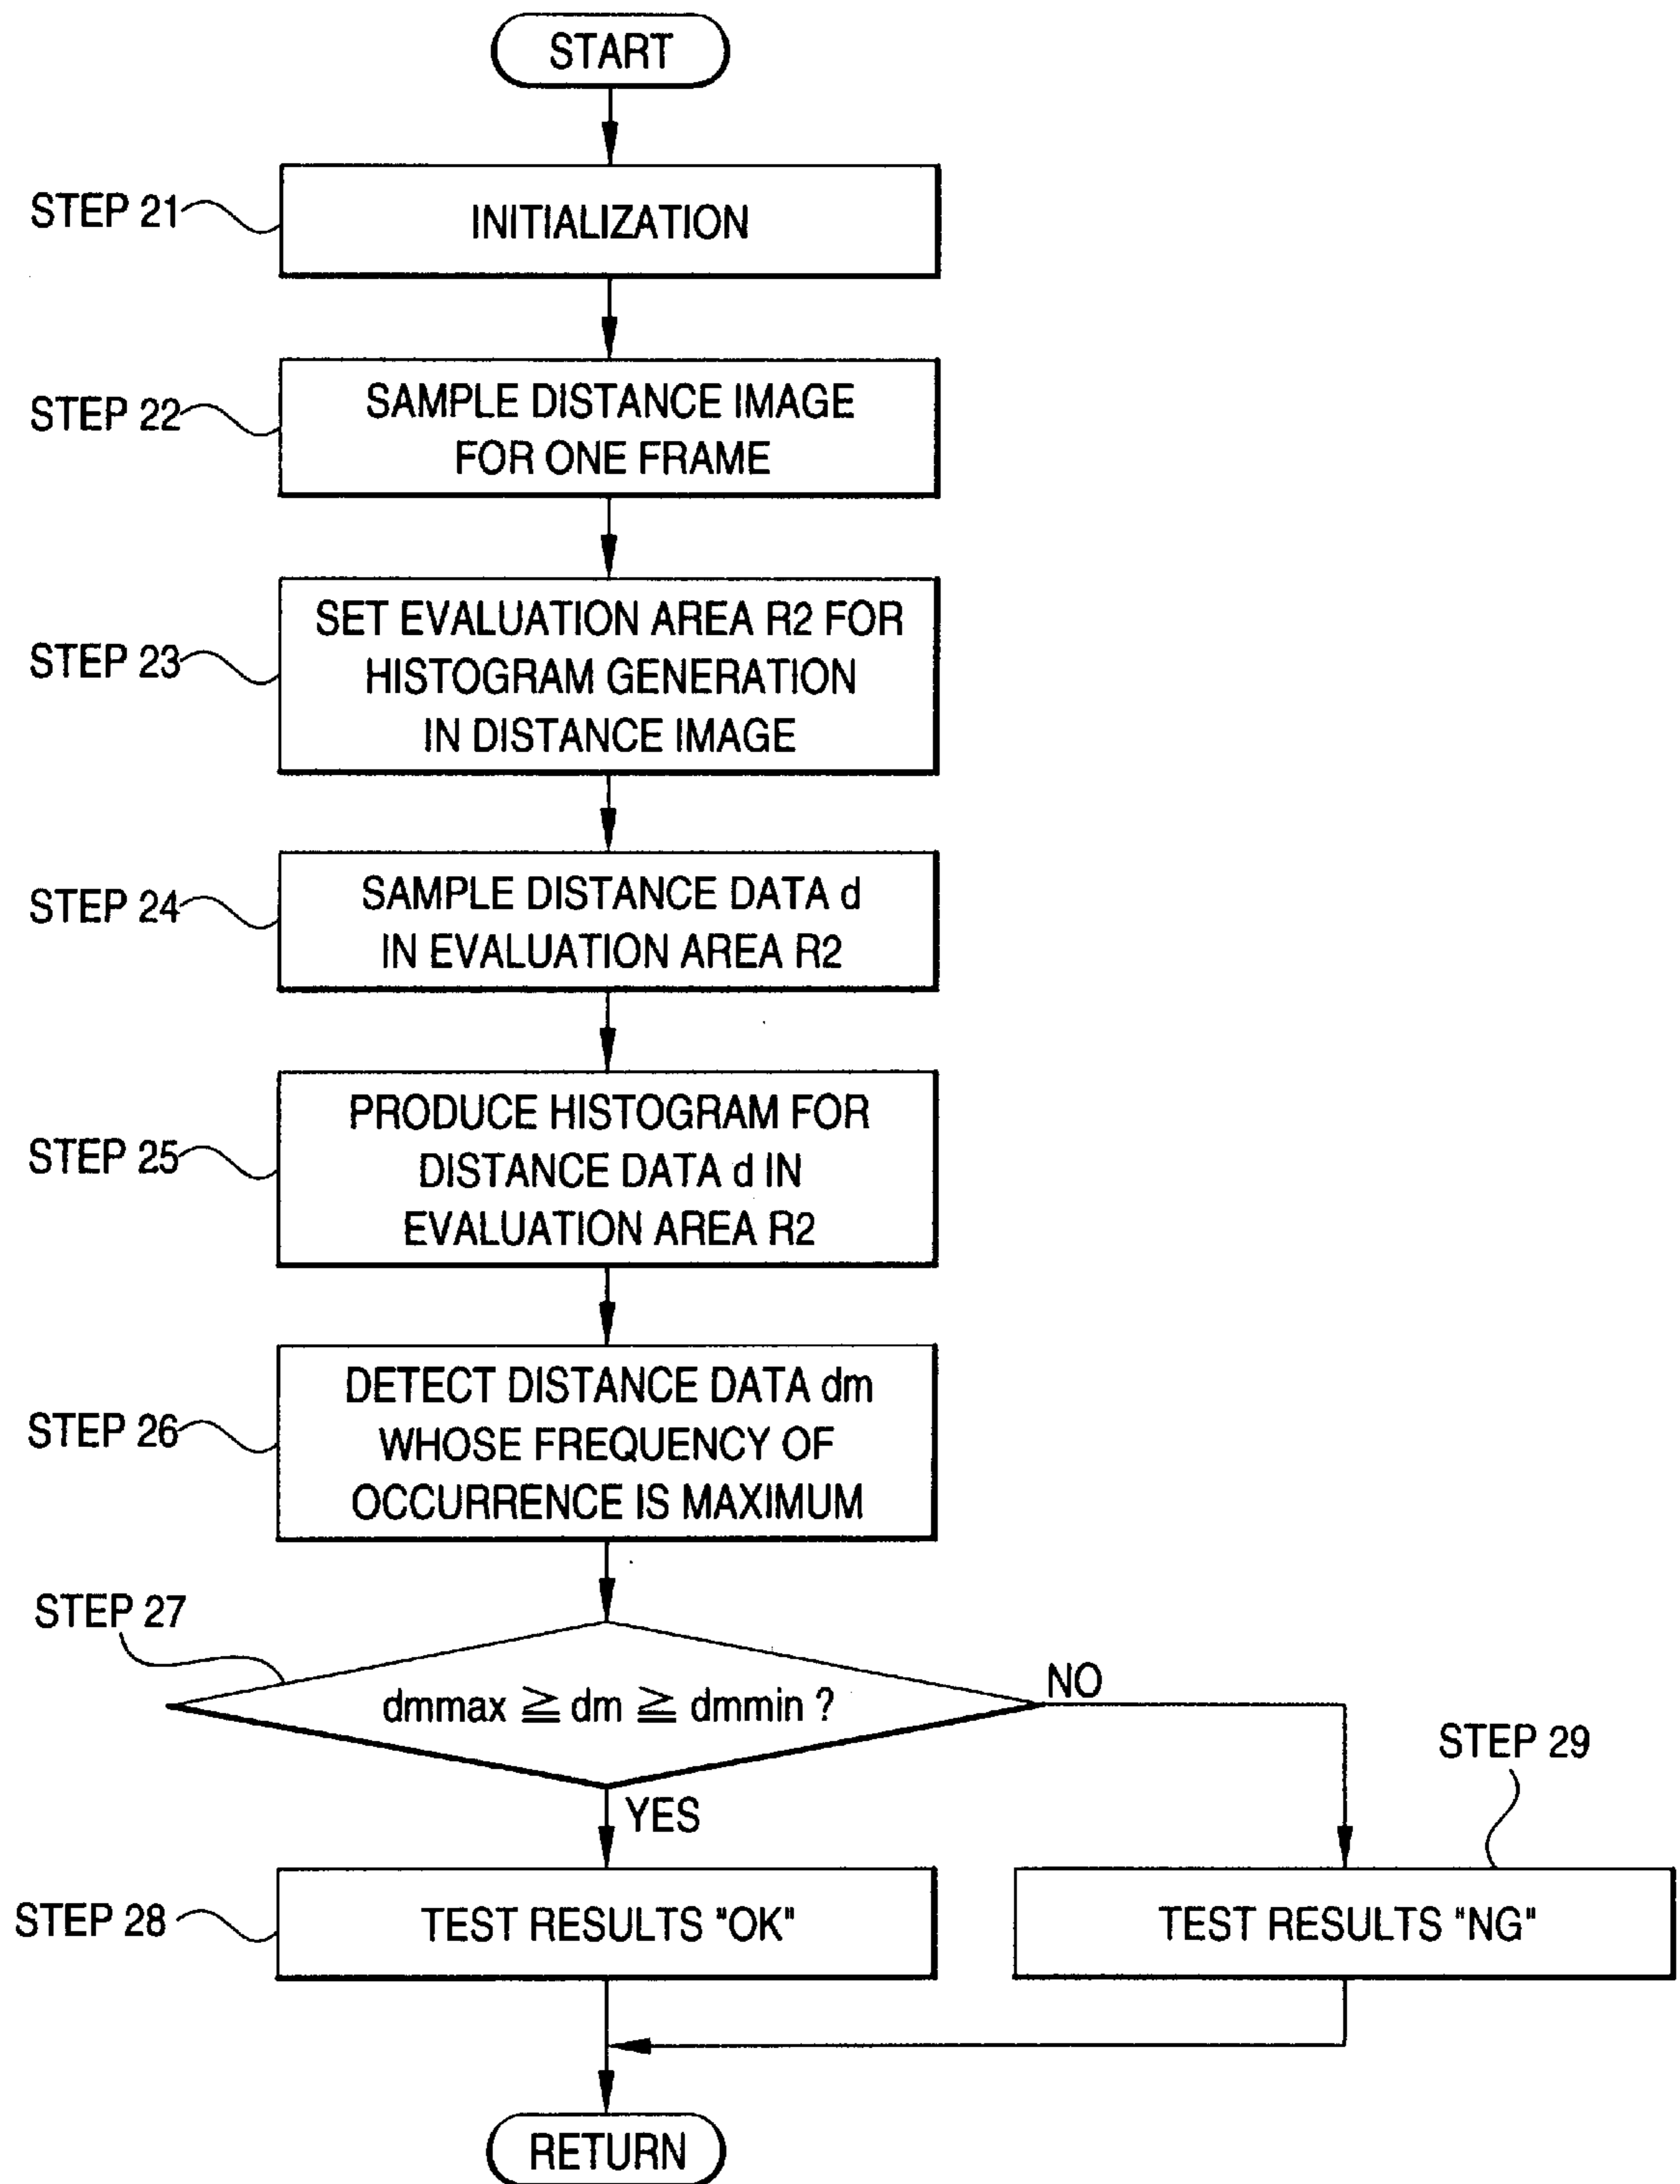 START
STEP 21
INITIALIZATION
STEP 22
SAMPLE DISTANCE IMAGE
FOR ONE FRAME
STEP 23
SET EVALUATION AREA R2 FOR
HISTOGRAM GENERATION
IN DISTANCE IMAGE
STEP 24
SAMPLE DISTANCE DATA d
IN EVALUATION AREA R2
STEP 25
PRODUCE HISTOGRAM FOR
DISTANCE DATA d IN
EVALUATION AREA R2
STEP 26
DETECT DISTANCE DATA dm
WHOSE FREQUENCY OF
OCCURRENCE IS MAXIMUM
STEP 27
dmmax ≧ dm ≧ dmmin ?
NO
YES
STEP 28
TEST RESULTS "OK"
STEP 29
TEST RESULTS "NG"
RETURN